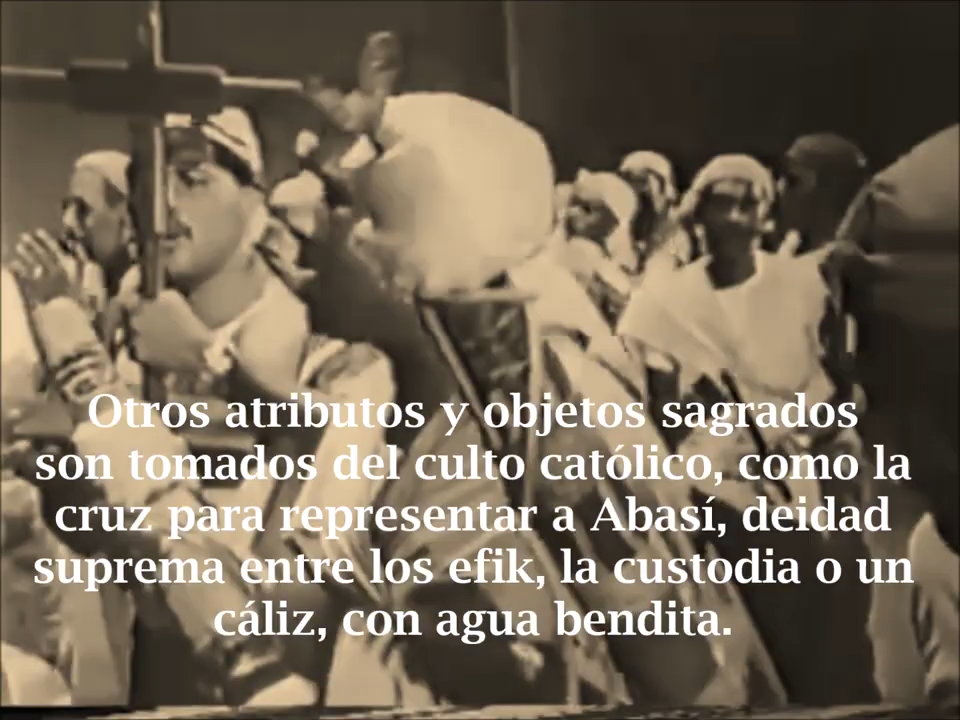 Otros atributos y objetos sagrados
son tomados del culto católico, como la
cruz para representar a Abasí, deidad
suprema entre los efik, la custodia o un
cáliz, con agua bendita.